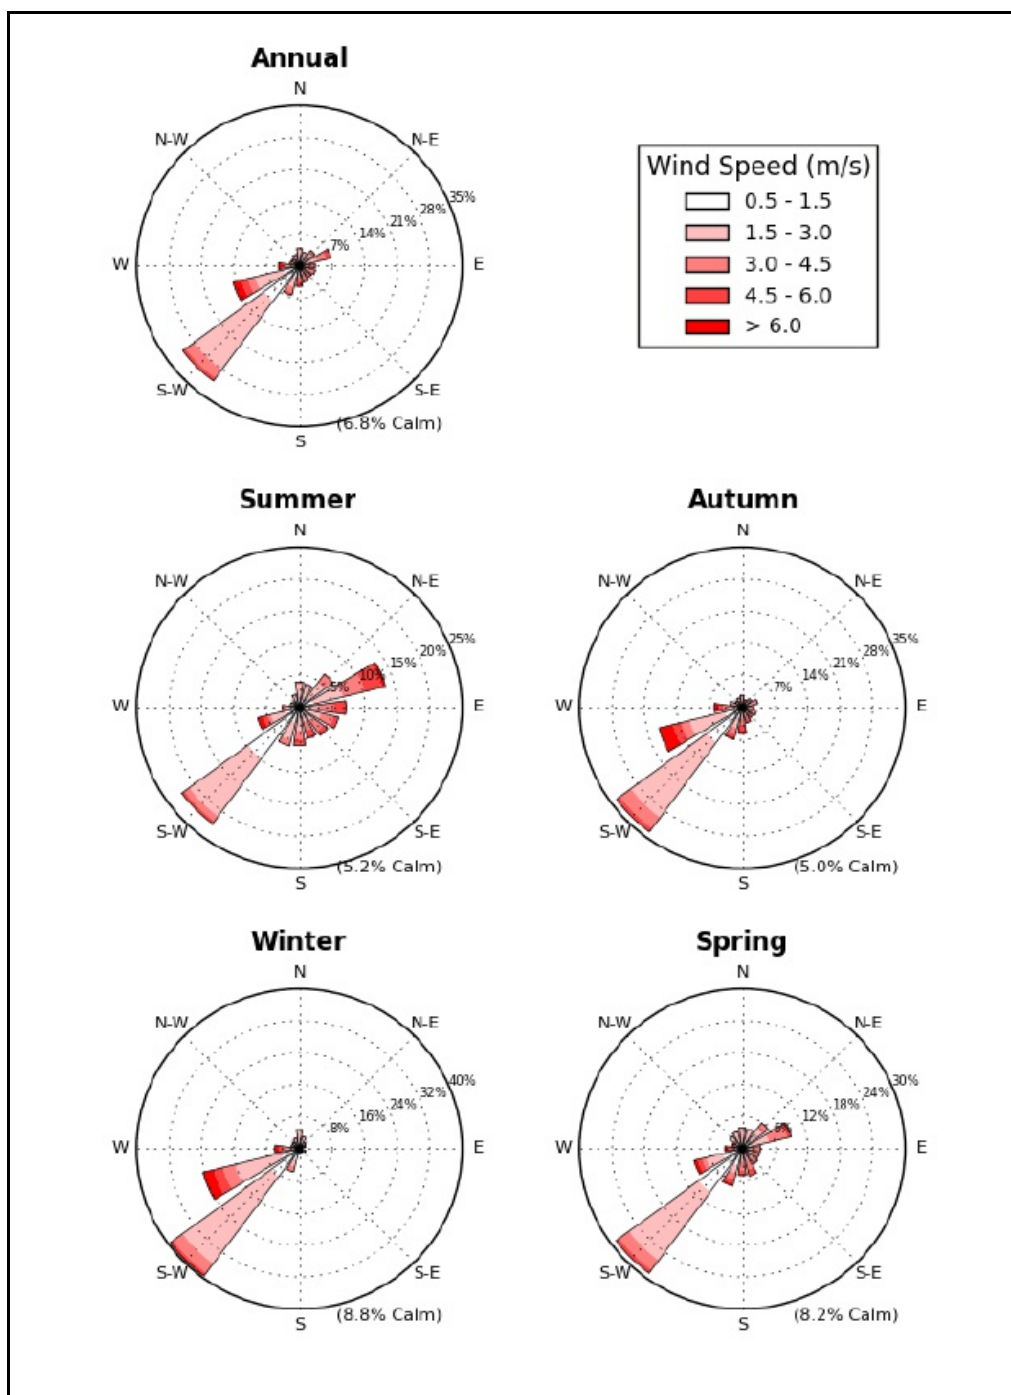 Annual
N
N-W
N-E
35%
28%
21%
14%
7%
W
E
S-W
S-E
S
(6.8% Calm)
Wind Speed (m/s)
0.5 - 1.5
1.5 - 3.0
3.0 - 4.5
4.5 - 6.0
> 6.0
Summer
N
N-W
N-E
25%
20%
15%
10%
5%
W
E
S-W
S-E
S
(5.2% Calm)
Autumn
N
N-W
N-E
35%
28%
21%
14%
7%
W
E
S-W
S-E
S
(5.0% Calm)
Winter
N
N-W
N-E
40%
32%
24%
16%
8%
W
E
S-W
S-E
S
(8.8% Calm)
Spring
N
N-W
N-E
30%
24%
18%
12%
6%
W
E
S-W
S-E
S
(8.2% Calm)